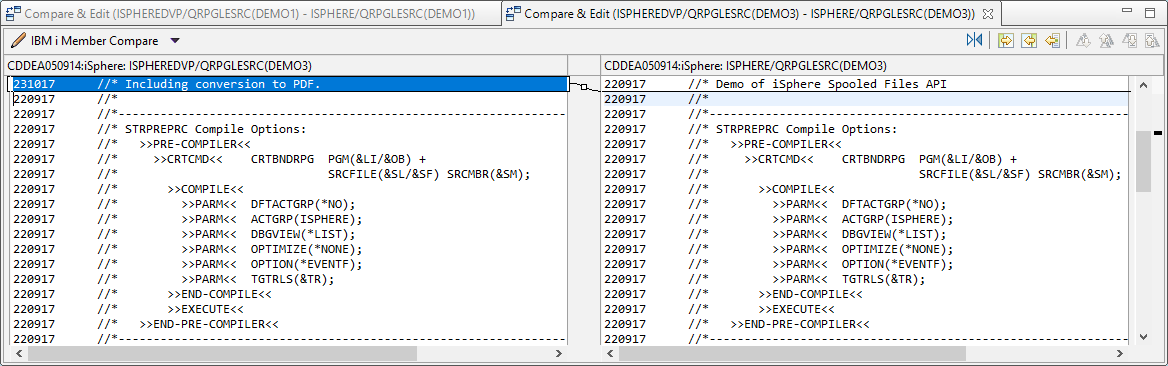 Compare & Edit (ISPHEREDVP/QRPGLESRC(DEMO1) - ISPHERE/QRPGLESRC(DEMO1))
Compare & Edit (ISPHEREDVP/QRPGLESRC(DEMO3) - ISPHERE/QRPGLESRC(DEMO3))
IBM i Member Compare
CDDEA050914:iSphere: ISPHEREDVP/QRPGLESRC(DEMO3)
231017 //* Including conversion to PDF.
220917 //*
220917 //*----------------------------------------------------------------
220917 //* STRPREPRC Compile Options:
220917 //*   >>PRE-COMPILER<<
220917 //*     >>CRTCMD<<    CRTBNDRPG  PGM(&LI/&OB) +
220917 //*                              SRCFILE(&SL/&SF) SRCMBR(&SM);
220917 //*       >>COMPILE<<
220917 //*         >>PARM<<  DFTACTGRP(*NO);
220917 //*         >>PARM<<  ACTGRP(ISPHERE);
220917 //*         >>PARM<<  DBGVIEW(*LIST);
220917 //*         >>PARM<<  OPTIMIZE(*NONE);
220917 //*         >>PARM<<  OPTION(*EVENTF);
220917 //*         >>PARM<<  TGTRLS(&TR);
220917 //*       >>END-COMPILE<<
220917 //*       >>EXECUTE<<
220917 //*   >>END-PRE-COMPILER<<
220917 //*----------------------------------------------------------------
CDDEA050914:iSphere: ISPHERE/QRPGLESRC(DEMO3)
220917 //* Demo of iSphere Spooled Files API
220917 //*
220917 //*----------------------------------------------------------------
220917 //* STRPREPRC Compile Options:
220917 //*   >>PRE-COMPILER<<
220917 //*     >>CRTCMD<<    CRTBNDRPG  PGM(&LI/&OB) +
220917 //*                              SRCFILE(&SL/&SF) SRCMBR(&SM);
220917 //*       >>COMPILE<<
220917 //*         >>PARM<<  DFTACTGRP(*NO);
220917 //*         >>PARM<<  ACTGRP(ISPHERE);
220917 //*         >>PARM<<  DBGVIEW(*LIST);
220917 //*         >>PARM<<  OPTIMIZE(*NONE);
220917 //*         >>PARM<<  OPTION(*EVENTF);
220917 //*         >>PARM<<  TGTRLS(&TR);
220917 //*       >>END-COMPILE<<
220917 //*       >>EXECUTE<<
220917 //*   >>END-PRE-COMPILER<<
220917 //*----------------------------------------------------------------